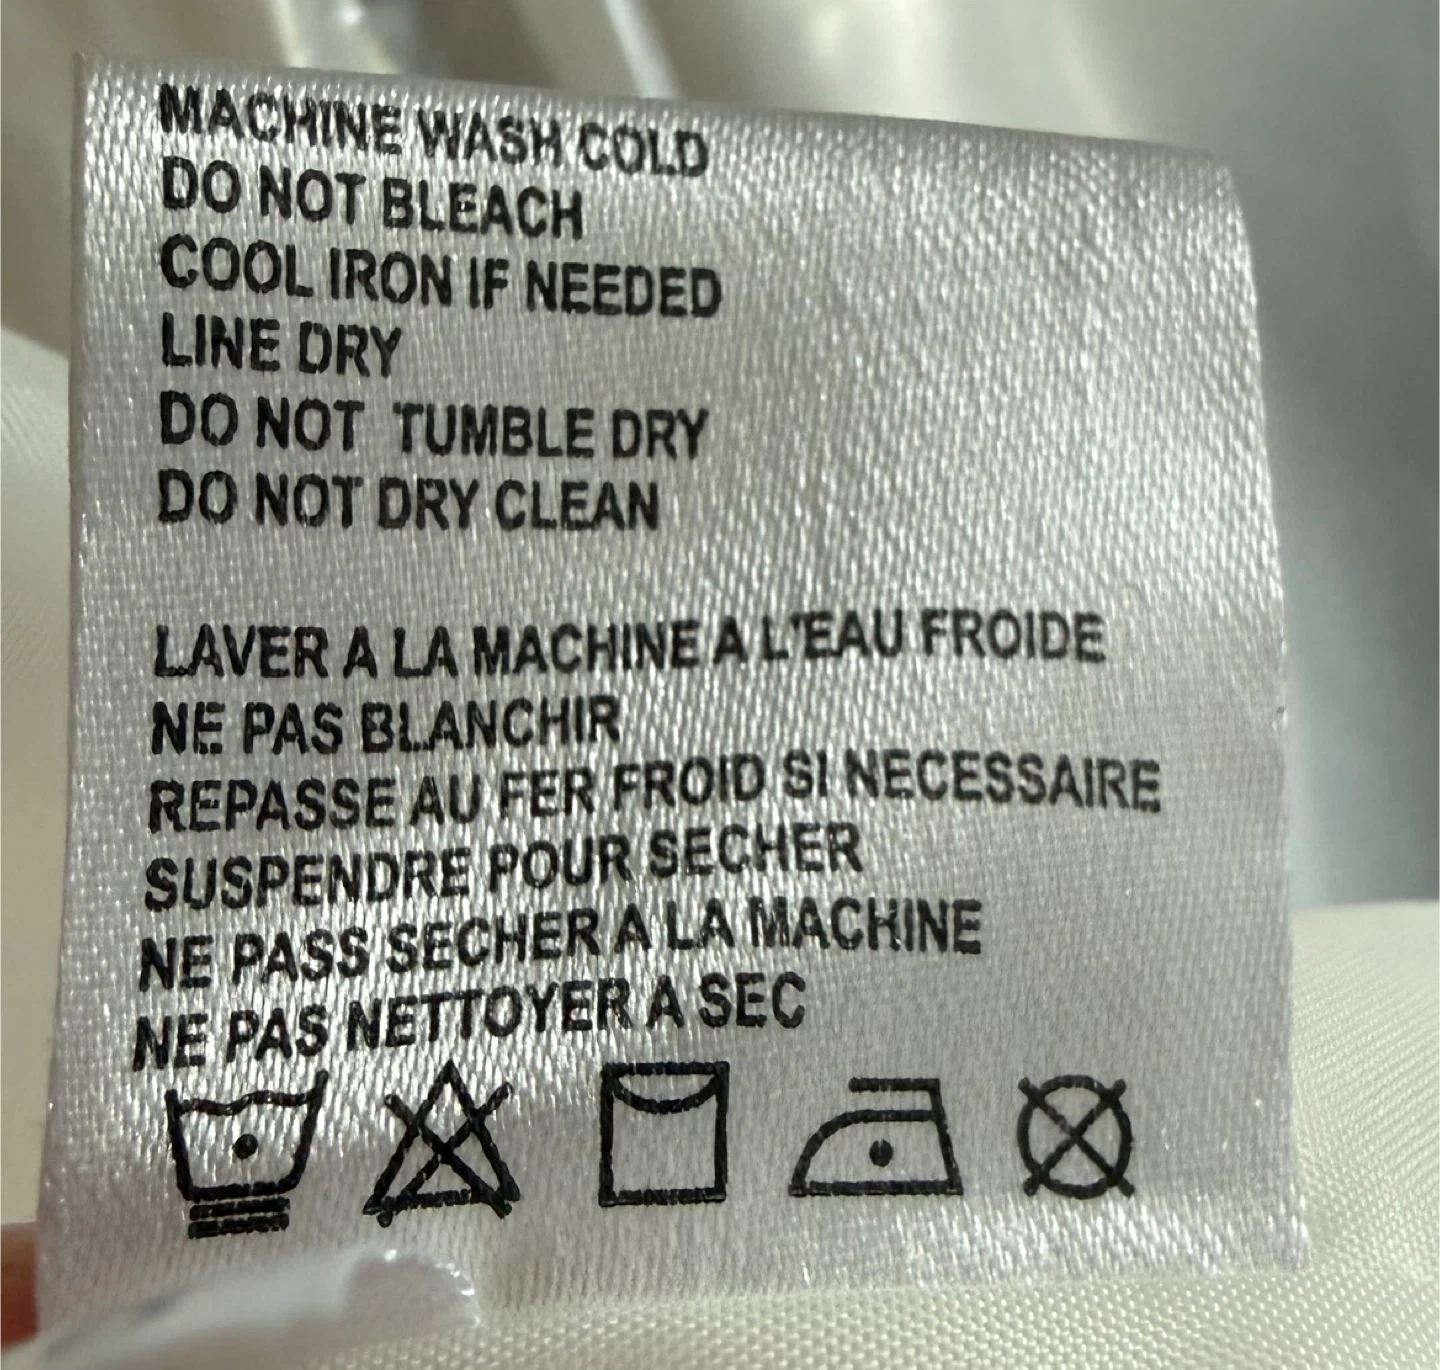 MACHINE WASH COLD
DO NOT BLEACH
COOL IRON IF NEEDED
LINE DRY
DO NOT TUMBLE DRY
DO NOT DRY CLEAN
LAVER A LA MACHINE A L'EAU FROIDE
NE PAS BLANCHIR
REPASSE AU FER FROID SI NECESSAIRE
SUSPENDRE POUR SECHER
NE PASS SECHER A LA MACHINE
NE PAS NETTOYER A SEC